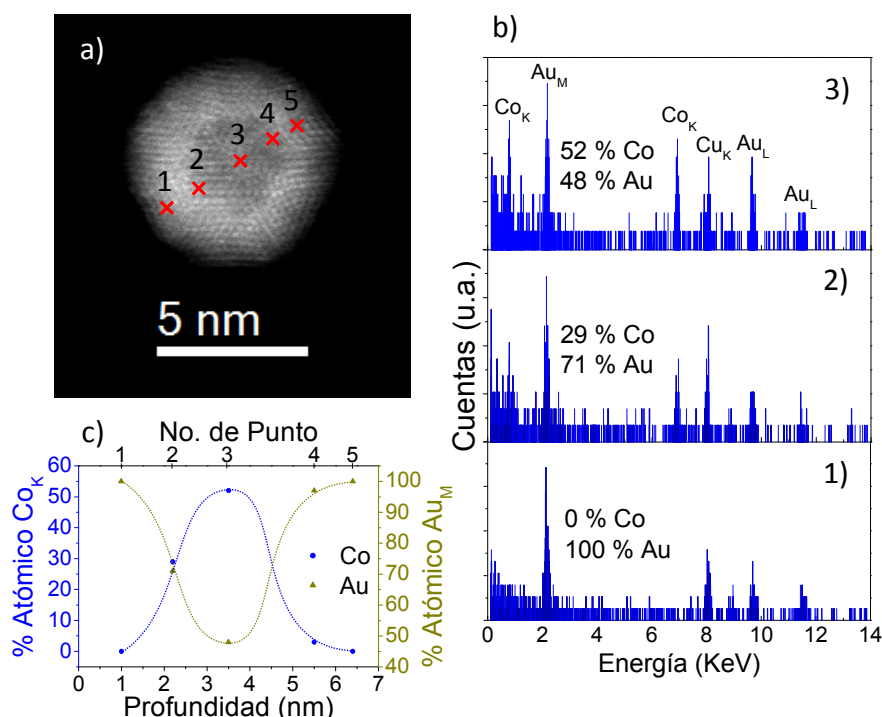 a)
1
2
3
4
5
5 nm
b)
3)
Co_K
Au_M
Co_K
Cu_K
Au_L
Au_L
52 % Co
48 % Au
2)
29 % Co
71 % Au
1)
0 % Co
100 % Au
Cuentas (u.a.)
0 2 4 6 8 10 12 14
Energía (KeV)
c)
No. de Punto
1 2 3 4 5
% Atómico Co_K
60
50
40
30
20
10
0
Co
Au
100
90
80
70
60
50
40
% Atómico Au_M
0 1 2 3 4 5 6 7
Profundidad (nm)